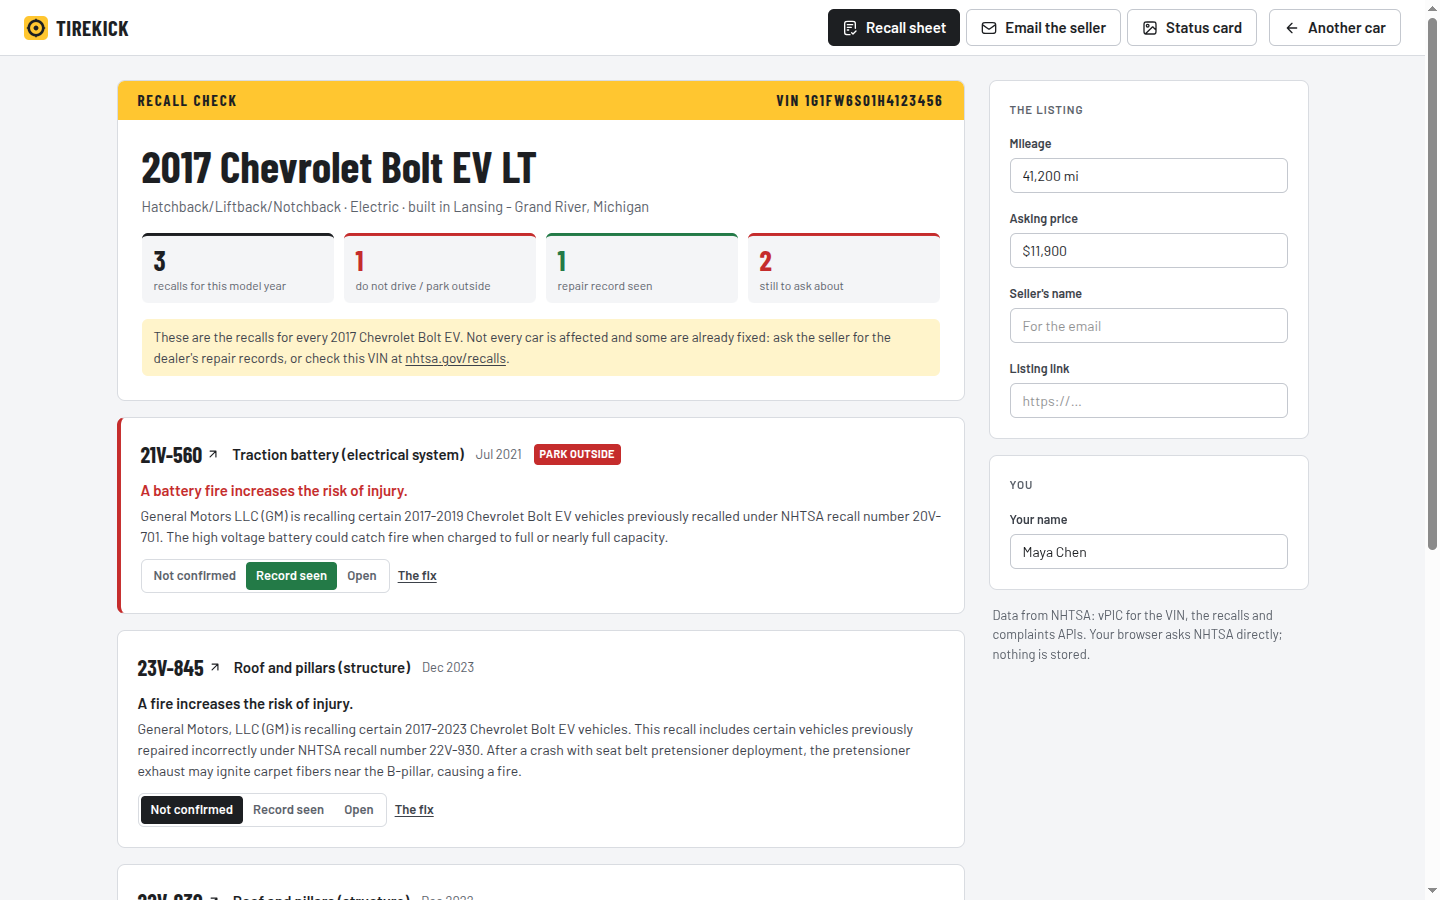 TIREKICK
Recall sheet
Email the seller
Status card
Another car
RECALL CHECK
VIN 1G1FW6S01H4123456
2017 Chevrolet Bolt EV LT
Hatchback/Liftback/Notchback · Electric · built in Lansing - Grand River, Michigan
3
recalls for this model year
1
do not drive / park outside
1
repair record seen
2
still to ask about
These are the recalls for every 2017 Chevrolet Bolt EV. Not every car is affected and some are already fixed: ask the seller for the
dealer's repair records, or check this VIN at nhtsa.gov/recalls.
21V-560 Traction battery (electrical system) Jul 2021 PARK OUTSIDE
A battery fire increases the risk of injury.
General Motors LLC (GM) is recalling certain 2017-2019 Chevrolet Bolt EV vehicles previously recalled under NHTSA recall number 20V-
701. The high voltage battery could catch fire when charged to full or nearly full capacity.
Not confirmed Record seen Open The fix
23V-845 Roof and pillars (structure) Dec 2023
A fire increases the risk of injury.
General Motors, LLC (GM) is recalling certain 2017-2023 Chevrolet Bolt EV vehicles. This recall includes certain vehicles previously
repaired incorrectly under NHTSA recall number 22V-930. After a crash with seat belt pretensioner deployment, the pretensioner
exhaust may ignite carpet fibers near the B-pillar, causing a fire.
Not confirmed Record seen Open The fix
22V-930 Roof and pillars (structure) Dec 2022
THE LISTING
Mileage
41,200 mi
Asking price
$11,900
Seller's name
For the email
Listing link
https://...
YOU
Your name
Maya Chen
Data from NHTSA: vPIC for the VIN, the recalls and
complaints APIs. Your browser asks NHTSA directly;
nothing is stored.